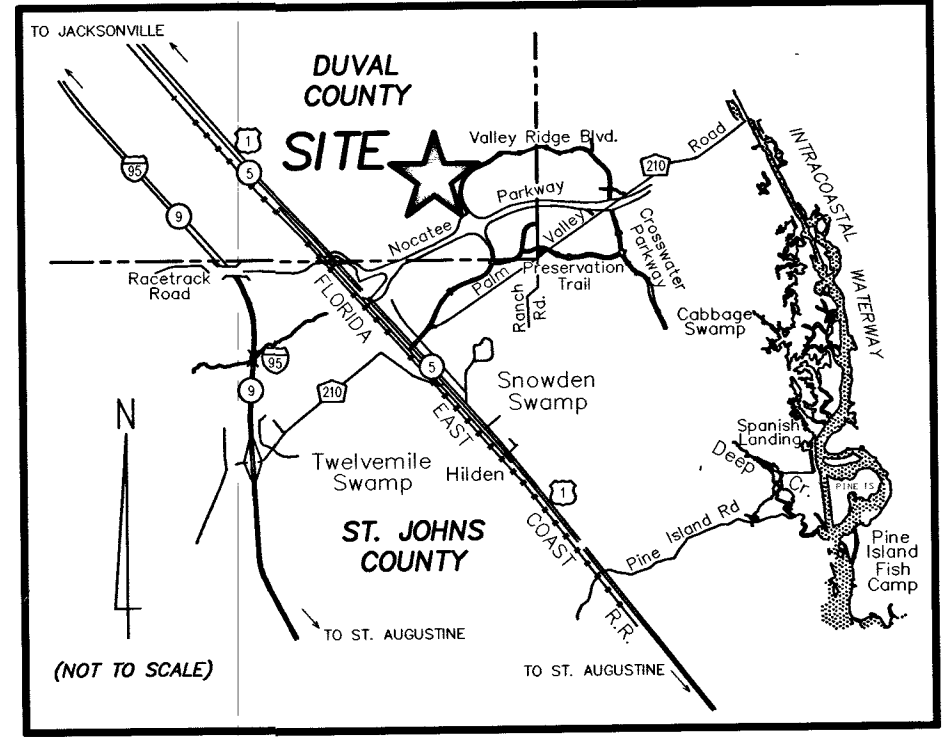 TO JACKSONVILLE
DUVAL
COUNTY
SITE
1
5
95
9
Valley Ridge Blvd.
210
Road
Parkway
Nocatee
Valley
Palm
Crosswater
Parkway
Preservation
Trail
Ranch
Rd.
Racetrack
Road
INTRACOASTAL
WATERWAY
Cabbage
Swamp
FLORIDA
EAST
COAST
R.R.
95
9
210
5
Snowden
Swamp
N
Twelvemile
Swamp
Hilden
1
Spanish
Landing
Deep
Cr.
PINE IS
Pine Island Rd
Pine
Island
Fish
Camp
ST. JOHNS
COUNTY
TO ST. AUGUSTINE
(NOT TO SCALE)
TO ST. AUGUSTINE